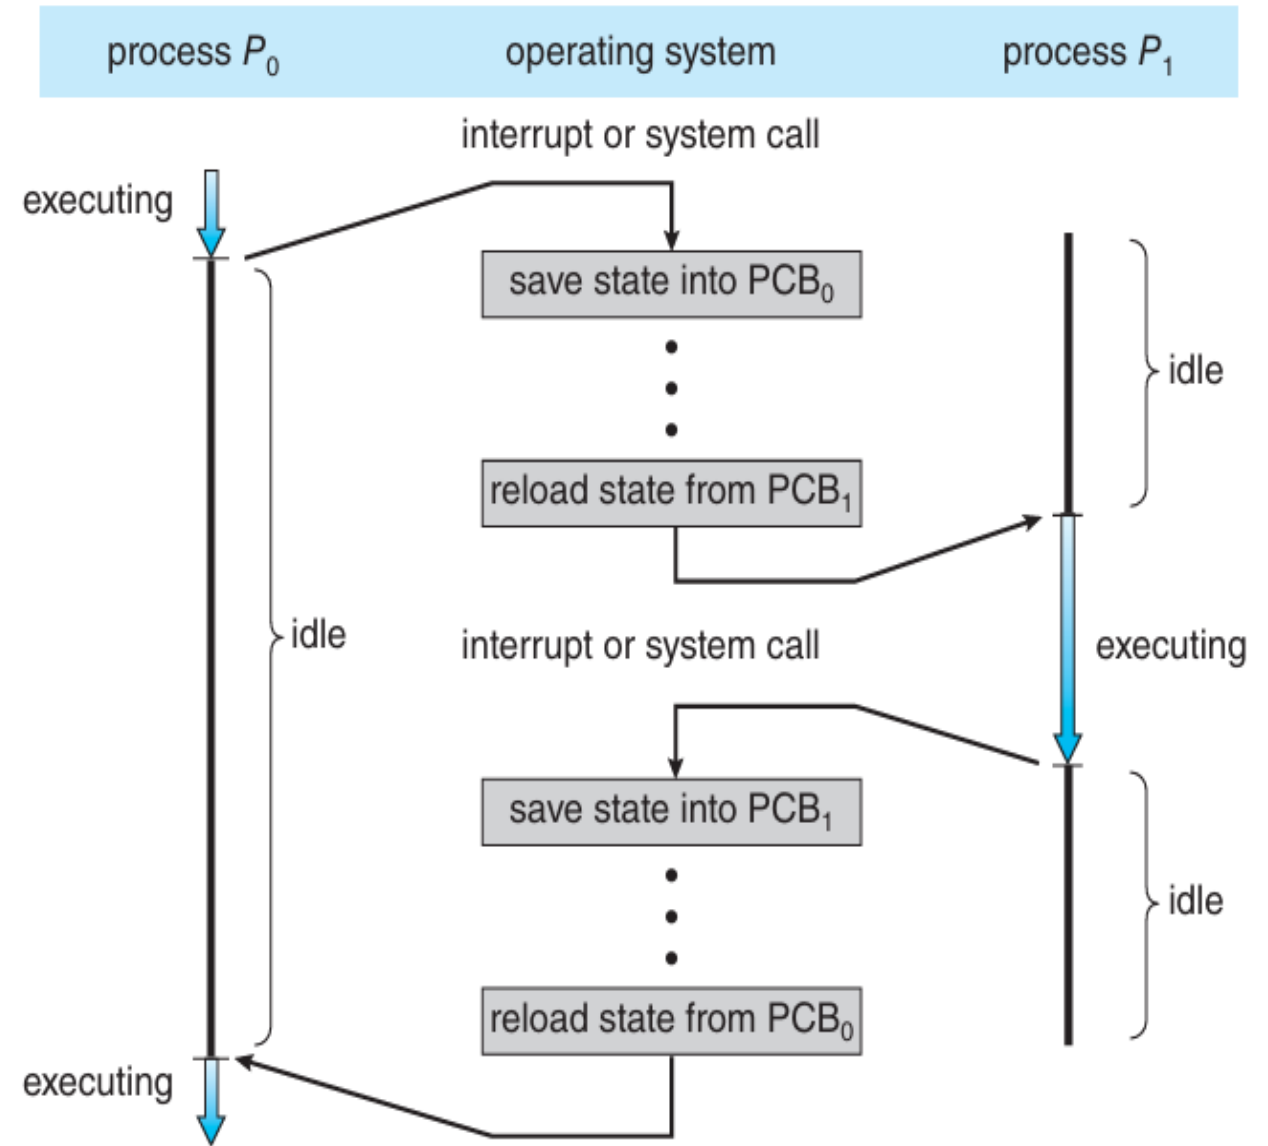 process P₀ operating system process P₁
interrupt or system call
executing
save state into PCB₀
idle
reload state from PCB₁
idle
interrupt or system call
executing
save state into PCB₁
idle
reload state from PCB₀
executing